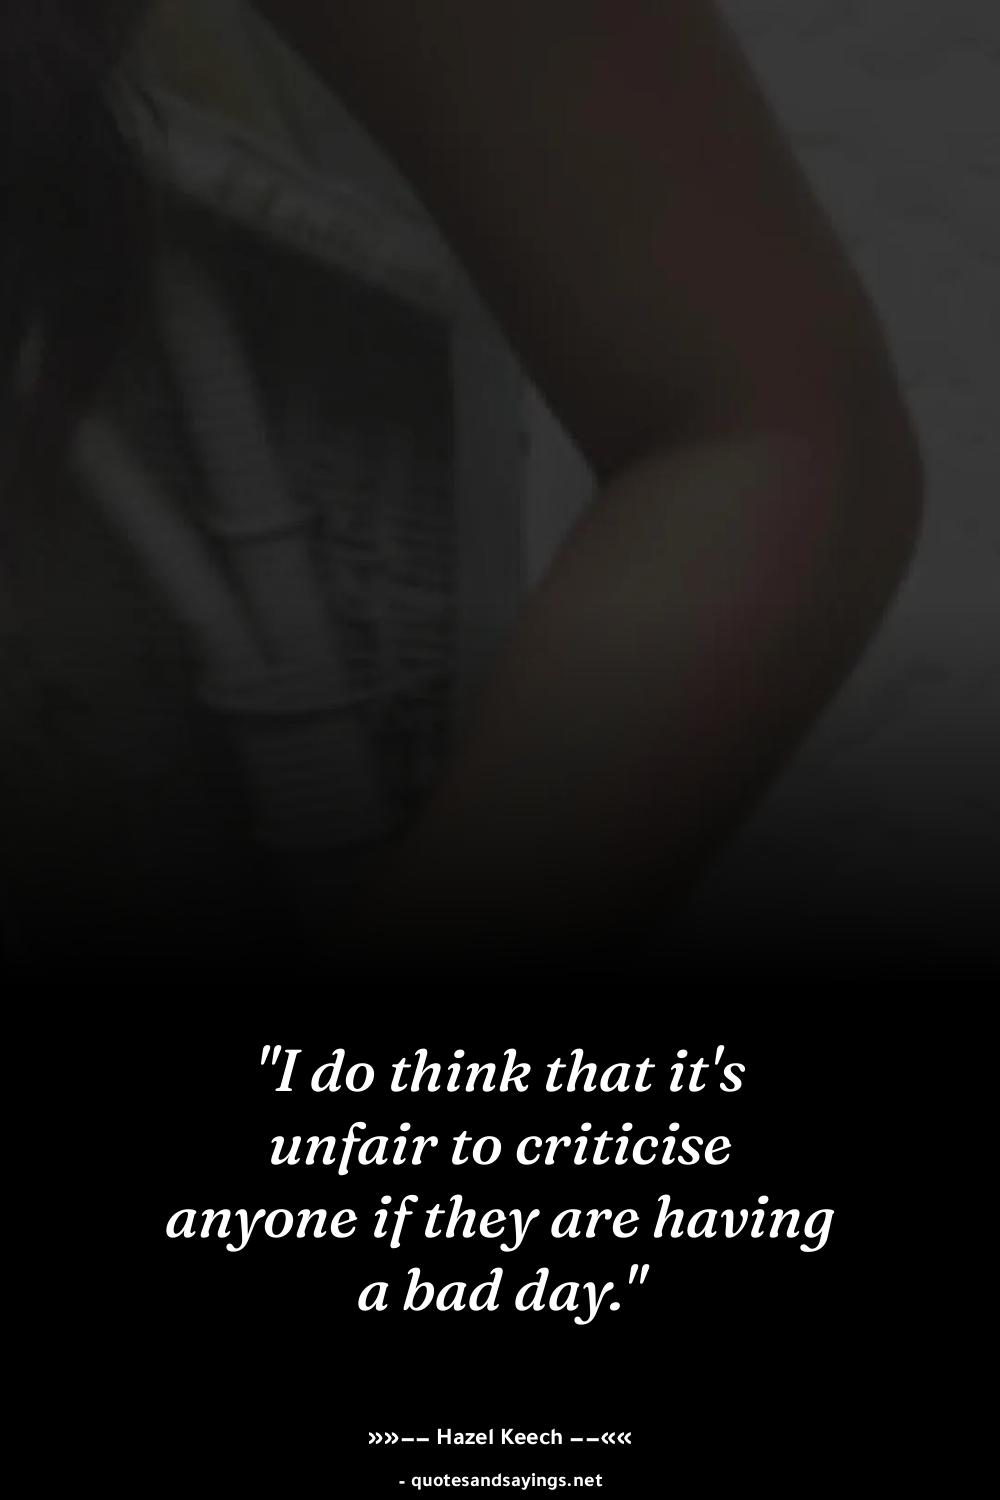 "I do think that it's
unfair to criticise
anyone if they are having
a bad day."
»»−− Hazel Keech −−««
- quotesandsayings.net